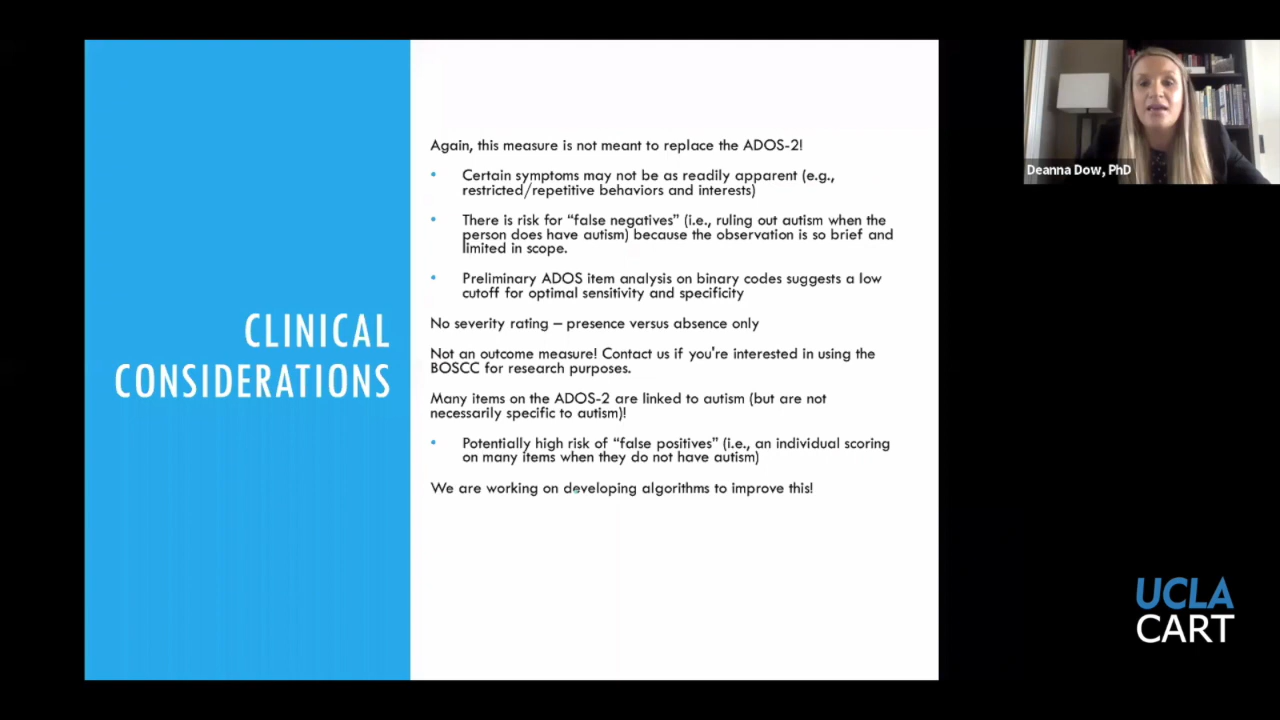 CLINICAL
CONSIDERATIONS
Again, this measure is not meant to replace the ADOS-2!
• Certain symptoms may not be as readily apparent (e.g.,
restricted/repetitive behaviors and interests)
• There is risk for “false negatives” (i.e., ruling out autism when the
person does have autism) because the observation is so brief and
limited in scope.
• Preliminary ADOS item analysis on binary codes suggests a low
cutoff for optimal sensitivity and specificity
No severity rating – presence versus absence only
Not an outcome measure! Contact us if you're interested in using the
BOSCC for research purposes.
Many items on the ADOS-2 are linked to autism (but are not
necessarily specific to autism)!
• Potentially high risk of “false positives” (i.e., an individual scoring
on many items when they do not have autism)
We are working on developing algorithms to improve this!
Deanna Dow, PhD
UCLA
CART